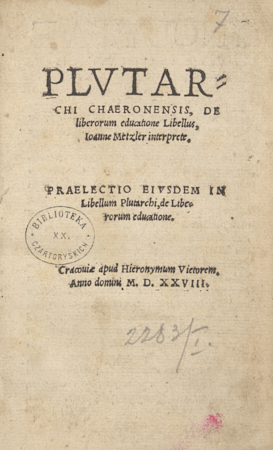 7
PLVTAR=
CHI CHAERONENSIS, DE
liberorum educatione Libellus,
Ioanne Metzler interprete.
PRAELECTIO EIVSDEM IN
Libellum Plutarchi, de Libe-
rorum educatione.
BIBLIOTEKA
XX.
CZARTORYSKICH
Cracouiæ apud Hieronymum Vietorem,
Anno domini M. D. XXVIII.
2283/I.